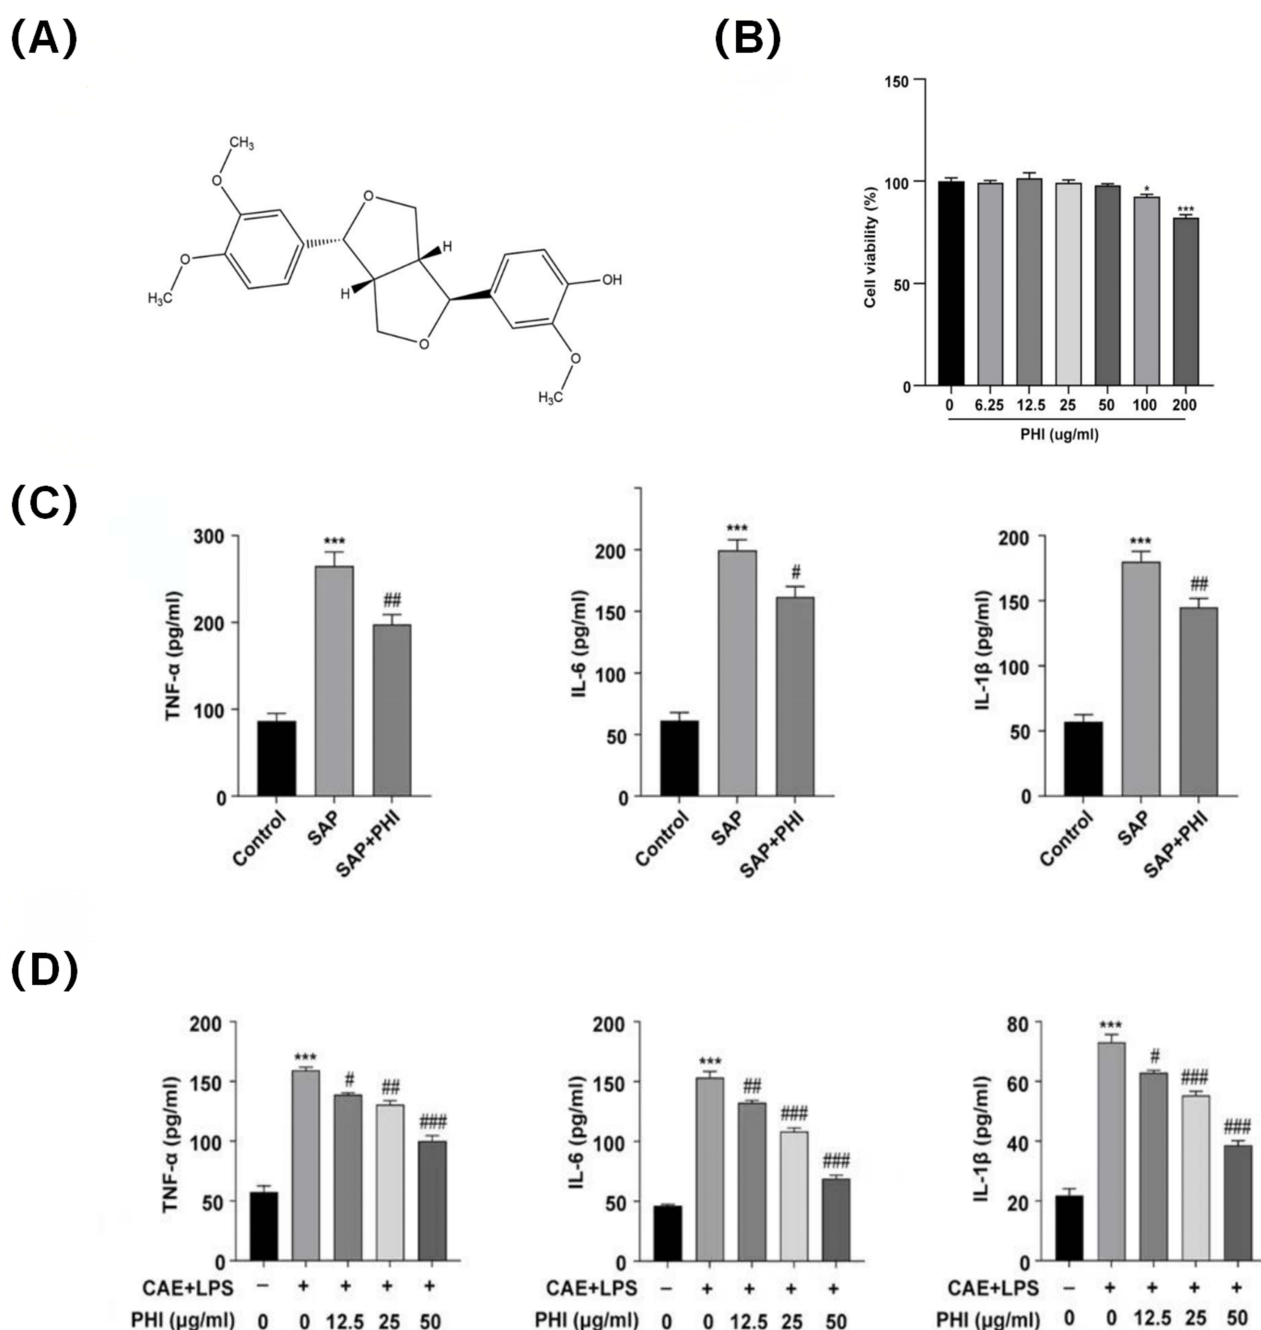 (A)
CH3
O
O
H3C
O
H
H
O
OH
O
H3C
(B)
Cell viability (%)
150
100
50
0
*
***
0 6.25 12.5 25 50 100 200
PHI (ug/ml)
(C)
TNF-α (pg/ml)
300
200
100
0
***
##
Control SAP SAP+PHI
IL-6 (pg/ml)
200
150
100
50
0
***
#
Control SAP SAP+PHI
IL-1β (pg/ml)
200
150
100
50
0
***
##
Control SAP SAP+PHI
(D)
TNF-α (pg/ml)
200
150
100
50
0
***
#
##
###
CAE+LPS − + + + +
PHI (μg/ml) 0 0 12.5 25 50
IL-6 (pg/ml)
200
150
100
50
0
***
##
###
###
CAE+LPS − + + + +
PHI (μg/ml) 0 0 12.5 25 50
IL-1β (pg/ml)
80
60
40
20
0
***
#
###
###
CAE+LPS − + + + +
PHI (μg/ml) 0 0 12.5 25 50